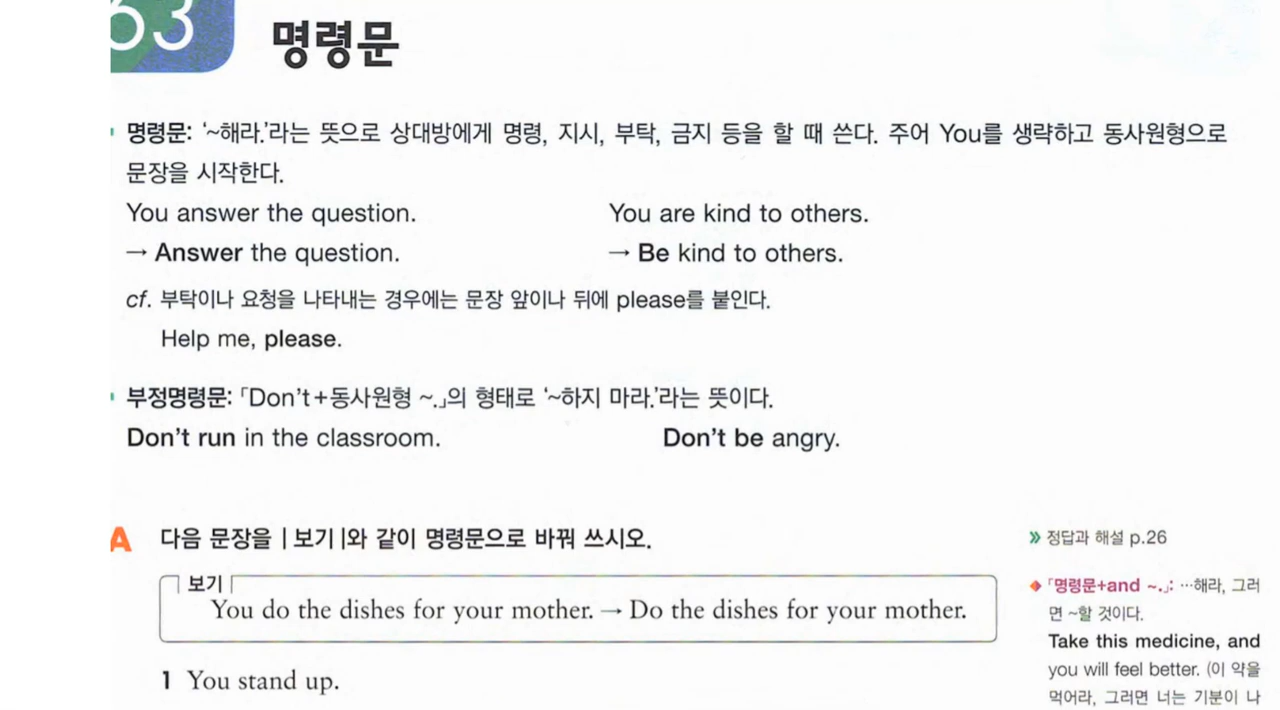 63
명령문
명령문: ‘~해라.’라는 뜻으로 상대방에게 명령, 지시, 부탁, 금지 등을 할 때 쓴다. 주어 You를 생략하고 동사원형으로
문장을 시작한다.
You answer the question. You are kind to others.
→ Answer the question. → Be kind to others.
cf. 부탁이나 요청을 나타내는 경우에는 문장 앞이나 뒤에 please를 붙인다.
Help me, please.
부정명령문: 「Don’t+동사원형 ~.」의 형태로 ‘~하지 마라.’라는 뜻이다.
Don’t run in the classroom. Don’t be angry.
A 다음 문장을 |보기|와 같이 명령문으로 바꿔 쓰시오.
보기
You do the dishes for your mother. → Do the dishes for your mother.
1 You stand up.
» 정답과 해설 p.26
「명령문+and ~.」: …해라, 그러
면 ~할 것이다.
Take this medicine, and
you will feel better. (이 약을
먹어라, 그러면 너는 기분이 나